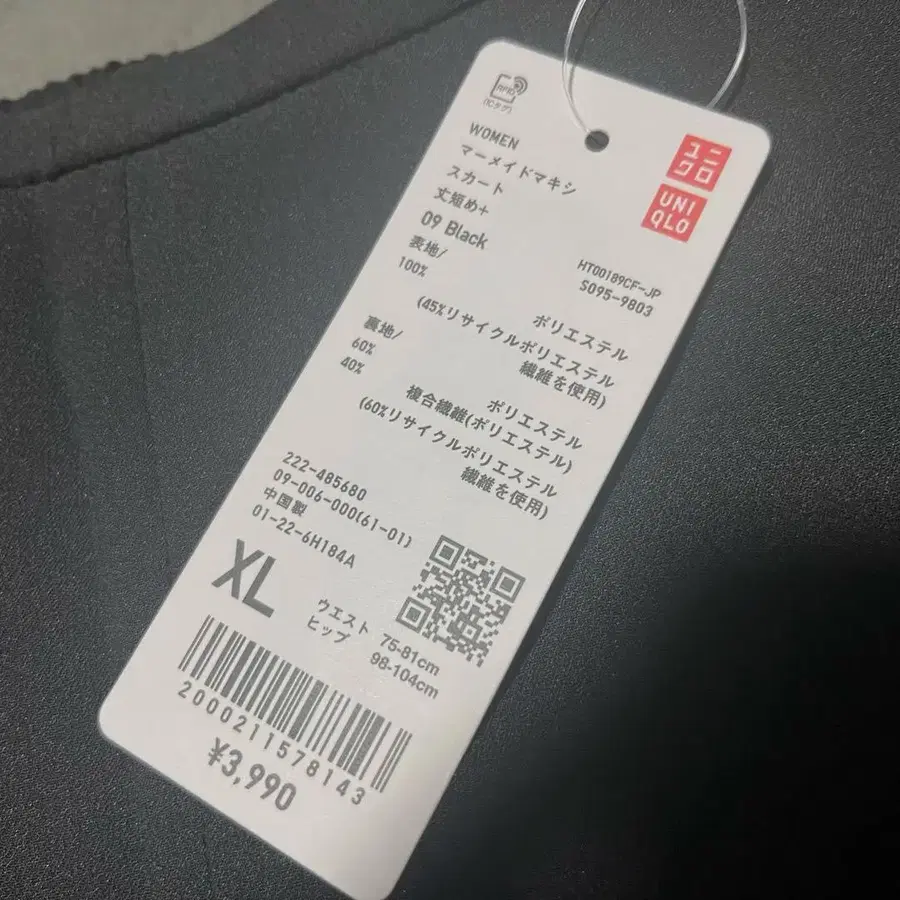 RFID
(ICタグ)
WOMEN
マーメイドマキシ
スカート
丈短め+
09 Black
ユニ
クロ
UNI
QLO
HT00189CF-JP
S095-9803
表地/
100% ポリエステル
(45%リサイクルポリエステル
繊維を使用)
裏地/
60% ポリエステル
40% 複合繊維(ポリエステル)
(60%リサイクルポリエステル
繊維を使用)
222-485680
09-006-000(61-01)
中国製
01-22-6H184A
XL
ウエスト 75-81cm
ヒップ 98-104cm
2000211578143
¥3,990